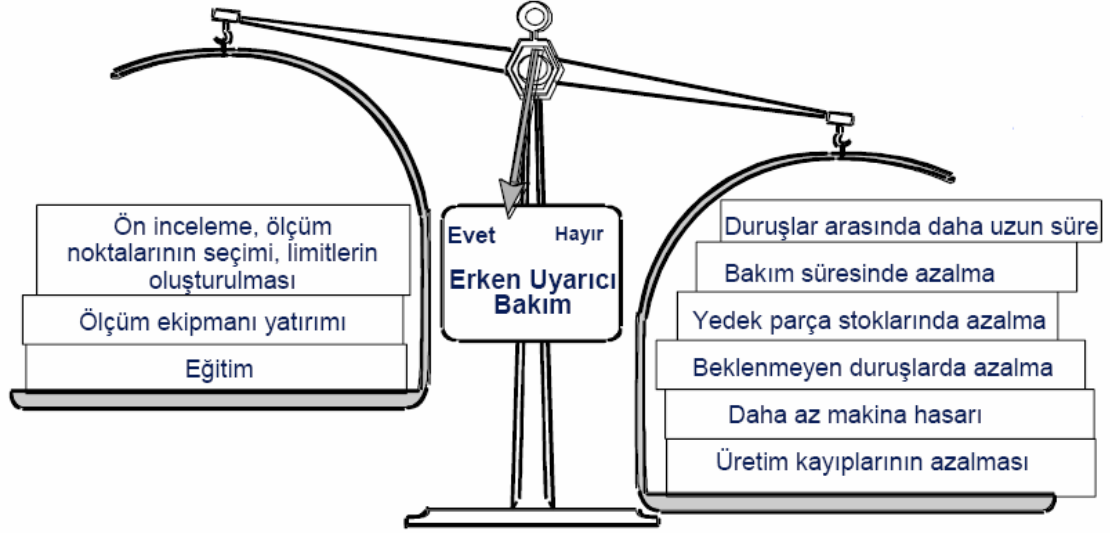 Ön inceleme, ölçüm
noktalarının seçimi, limitlerin
oluşturulması
Ölçüm ekipmanı yatırımı
Eğitim
Evet Hayır
Erken Uyarıcı
Bakım
Duruşlar arasında daha uzun süre
Bakım süresinde azalma
Yedek parça stoklarında azalma
Beklenmeyen duruşlarda azalma
Daha az makina hasarı
Üretim kayıplarının azalması